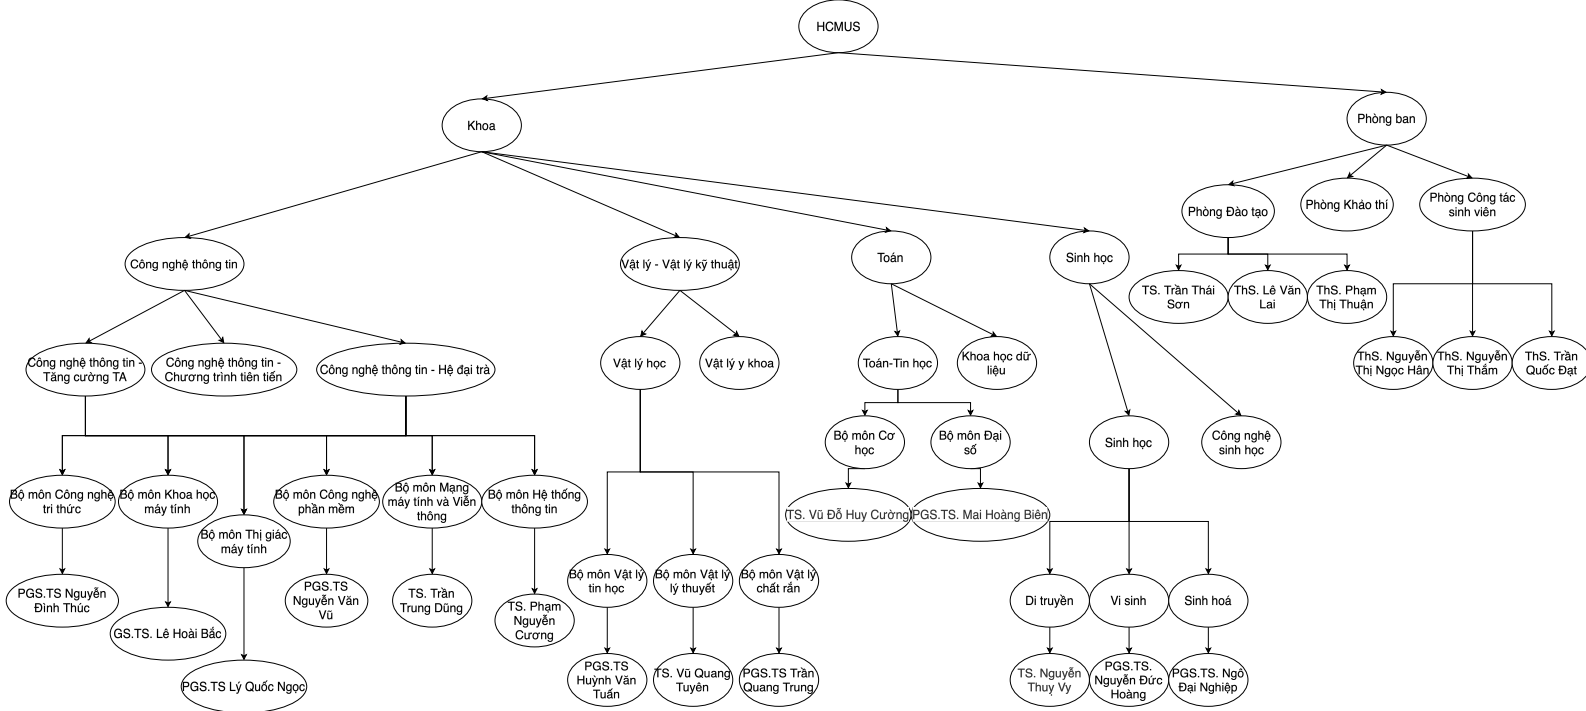 HCMUS
Khoa
Phòng ban
Phòng Đào tạo
Phòng Khảo thí
Phòng Công tác
sinh viên
Công nghệ thông tin
Vật lý - Vật lý kỹ thuật
Toán
Sinh học
TS. Trần Thái
Sơn
ThS. Lê Văn
Lai
ThS. Phạm
Thị Thuận
ThS. Nguyễn
Thị Ngọc Hân
ThS. Nguyễn
Thị Thắm
ThS. Trần
Quốc Đạt
Công nghệ thông tin -
Tăng cường TA
Công nghệ thông tin -
Chương trình tiên tiến
Công nghệ thông tin - Hệ đại trà
Vật lý học
Vật lý y khoa
Toán-Tin học
Khoa học dữ
liệu
Bộ môn Cơ
học
Bộ môn Đại
số
Sinh học
Công nghệ
sinh học
Bộ môn Công nghệ
tri thức
Bộ môn Khoa học
máy tính
Bộ môn Thị giác
máy tính
Bộ môn Công nghệ
phần mềm
Bộ môn Mạng
máy tính và Viễn
thông
Bộ môn Hệ thống
thông tin
TS. Vũ Đỗ Huy Cường
PGS.TS. Mai Hoàng Biên
PGS.TS Nguyễn
Đình Thúc
GS.TS. Lê Hoài Bắc
PGS.TS Lý Quốc Ngọc
PGS.TS
Nguyễn Văn
Vũ
TS. Trần
Trung Dũng
TS. Phạm
Nguyễn
Cương
Bộ môn Vật lý
tin học
Bộ môn Vật lý
lý thuyết
Bộ môn Vật lý
chất rắn
Di truyền
Vi sinh
Sinh hoá
PGS.TS
Huỳnh Văn
Tuấn
TS. Vũ Quang
Tuyên
PGS.TS Trần
Quang Trung
TS. Nguyễn
Thuỵ Vy
PGS.TS.
Nguyễn Đức
Hoàng
PGS.TS. Ngô
Đại Nghiệp